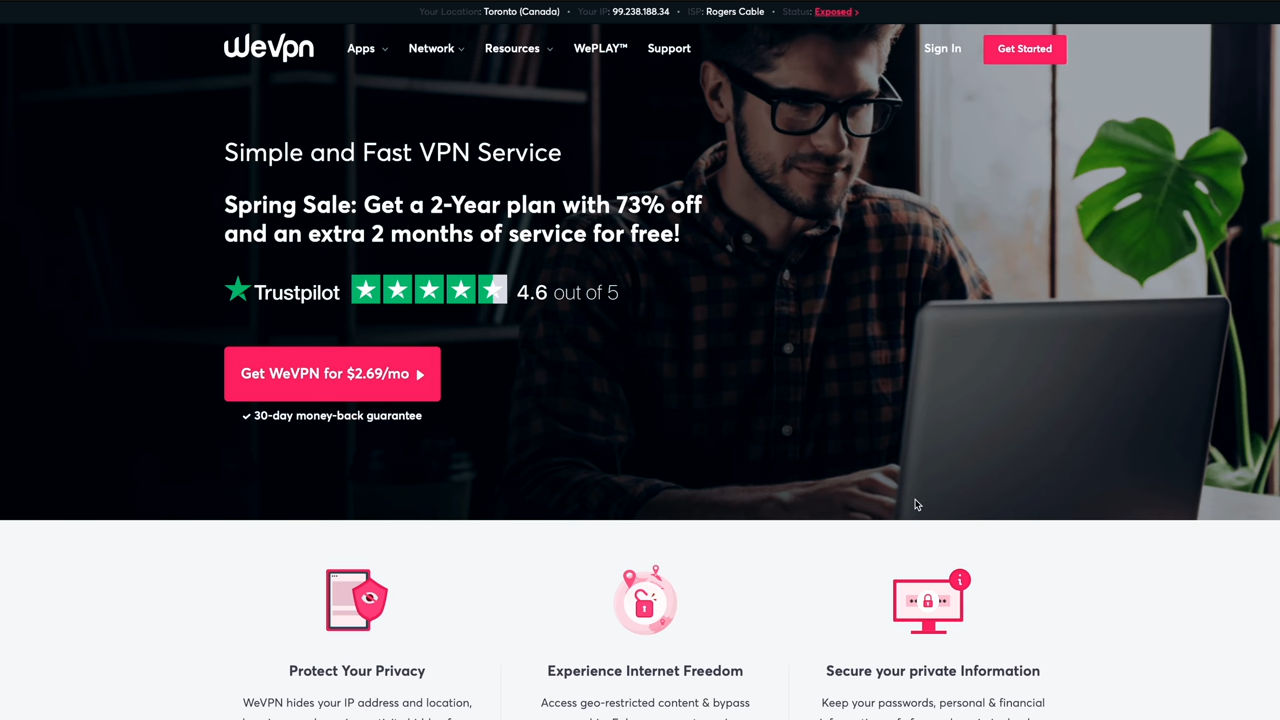 Your Location: Toronto (Canada) • Your IP: 99.238.188.34 • ISP: Rogers Cable • Status: Exposed >
WeVpn Apps Network Resources WePLAY™ Support Sign In Get Started
Simple and Fast VPN Service
Spring Sale: Get a 2-Year plan with 73% off
and an extra 2 months of service for free!
Trustpilot 4.6 out of 5
Get WeVPN for $2.69/mo
30-day money-back guarantee
Protect Your Privacy
Experience Internet Freedom
Secure your private Information
WeVPN hides your IP address and location,
Access geo-restricted content & bypass
Keep your passwords, personal & financial